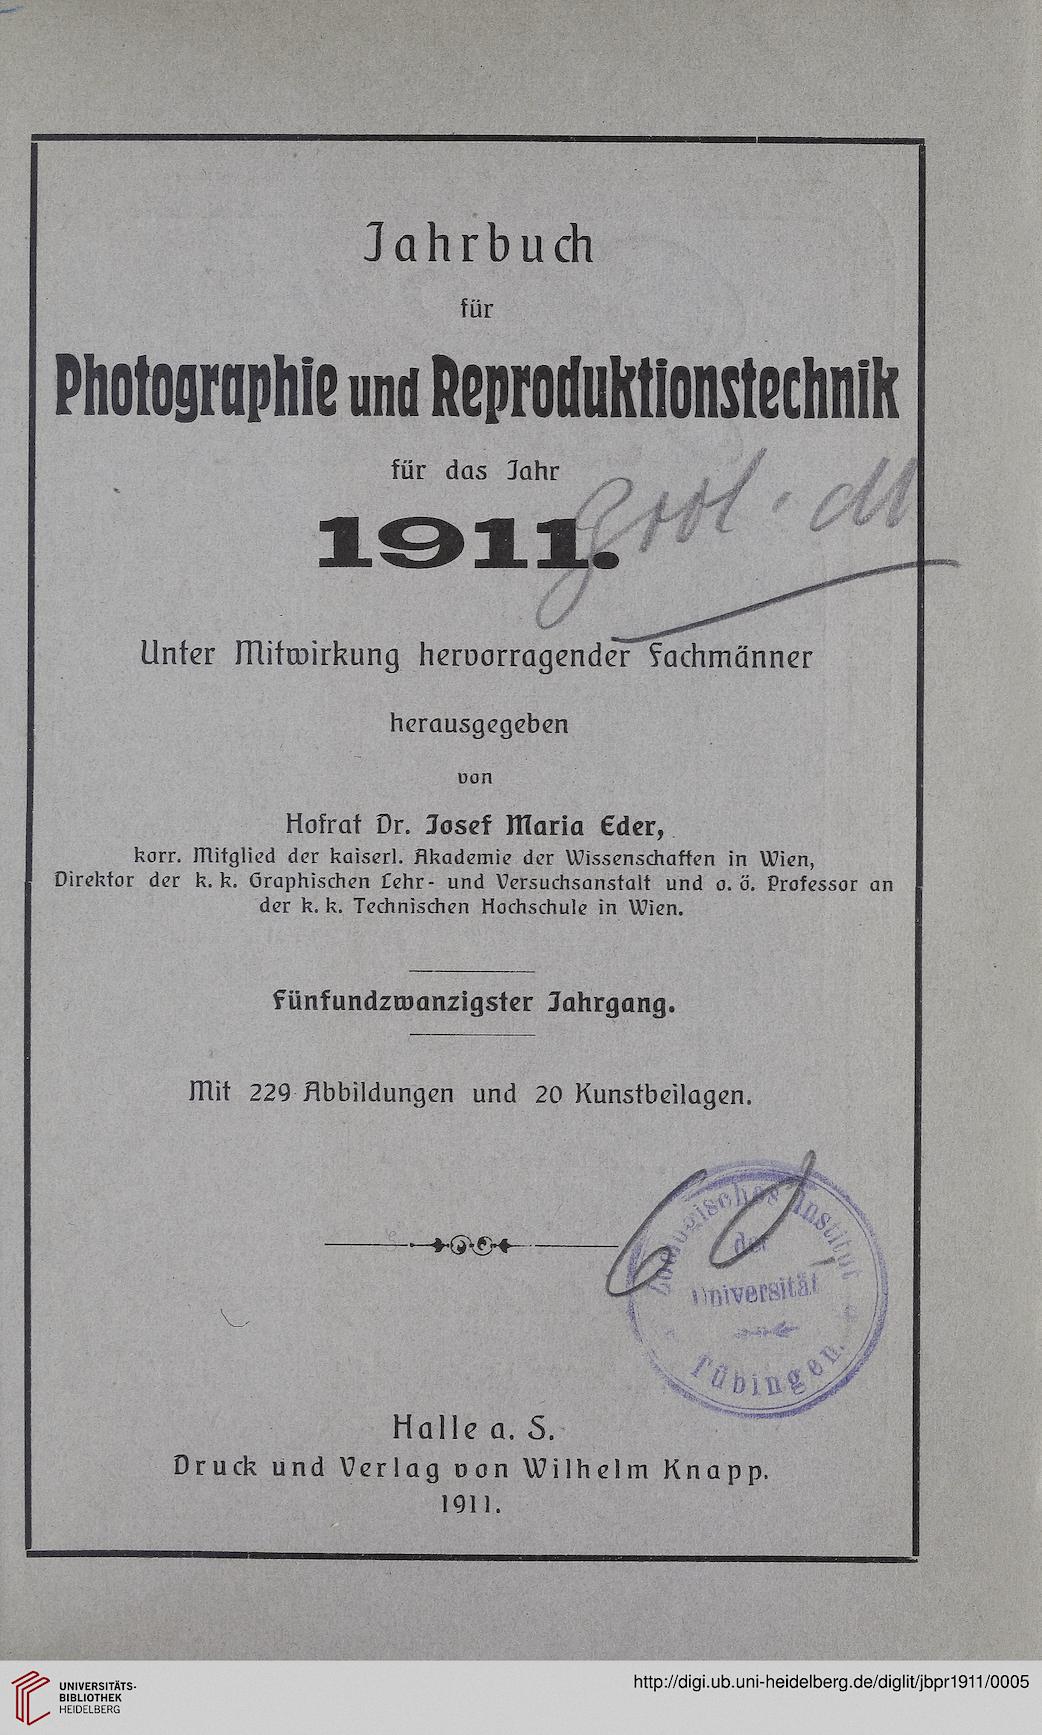 Jahrbuch
für
Photographie und Reproduktionstechnik
für das Jahr
1911.
Unter Mitwirkung hervorragender Fachmänner
herausgegeben
von
Hofrat Dr. Josef Maria Eder,
korr. Mitglied der kaiserl. Akademie der Wissenschaften in Wien,
Direktor der k. k. Graphischen Lehr- und Versuchsanstalt und o. ö. Professor an
der k. k. Technischen Hochschule in Wien.
Fünfundzwanzigster Jahrgang.
Mit 229 Abbildungen und 20 Kunstbeilagen.
Zoologisches Institut
der
Universität
Tübingen.
Halle a. S.
Druck und Verlag von Wilhelm Knapp.
1911.
UNIVERSITÄTS-
BIBLIOTHEK
HEIDELBERG
http://digi.ub.uni-heidelberg.de/diglit/jbpr1911/0005